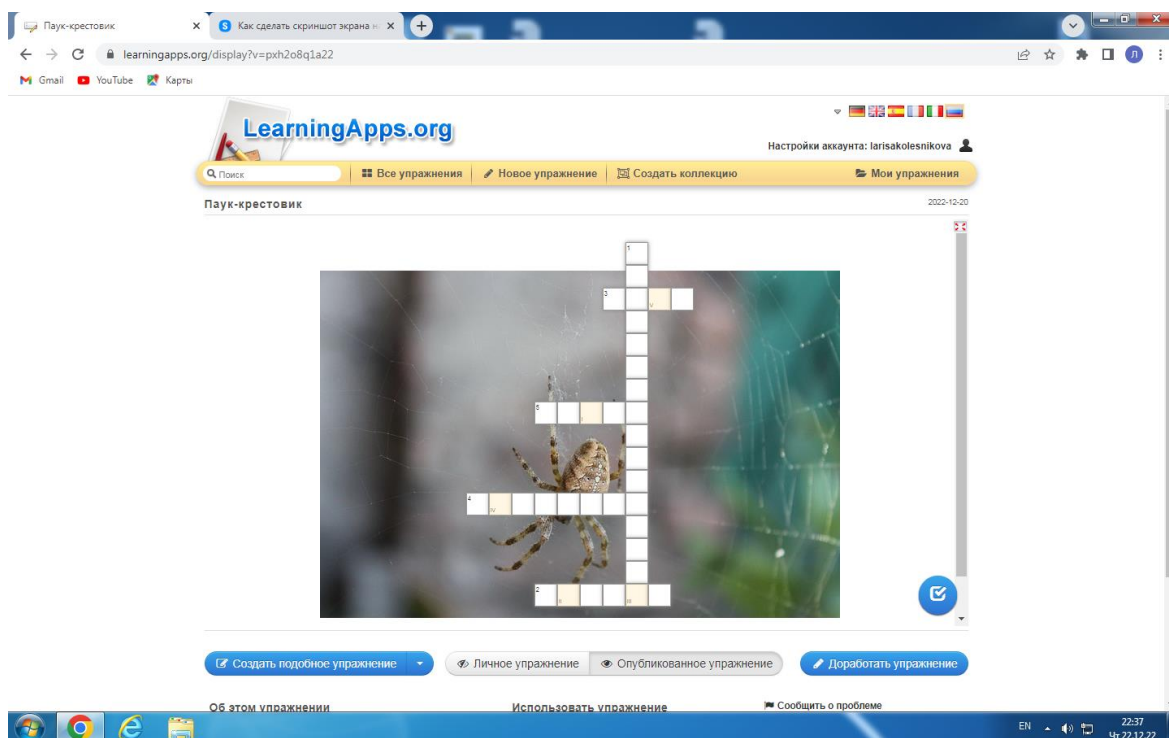 Паук-крестовик
Как сделать скриншот экрана н
learningapps.org/display?v=pxh2o8q1a22
Л
Gmail YouTube Карты
LearningApps.org
Настройки аккаунта: larisakolesnikova
Поиск Все упражнения Новое упражнение Создать коллекцию Мои упражнения
Паук-крестовик 2022-12-20
1
3 V
5 I
4 IV
2 II III
Создать подобное упражнение Личное упражнение Опубликованное упражнение Доработать упражнение
Об этом упражнении Использовать упражнение Сообщить о проблеме
EN 22:37
Чт 22.12.22